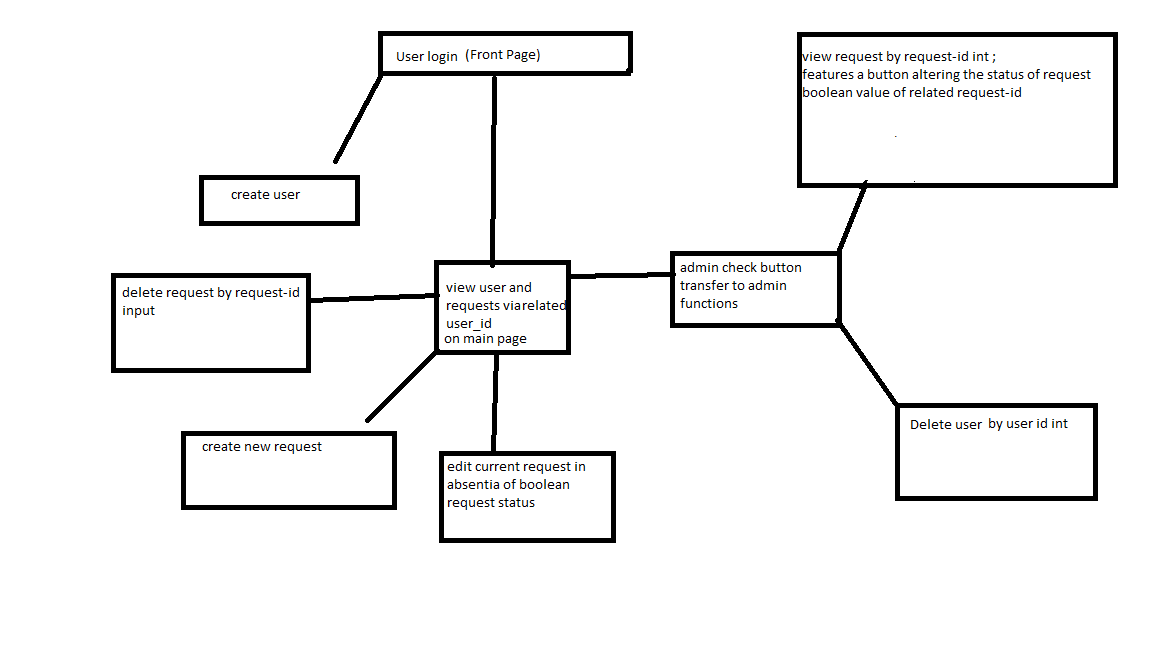 User login (Front Page)
view request by request-id int ;
features a button altering the status of request
boolean value of related request-id
create user
delete request by request-id
input
view user and
requests via related
user_id
on main page
admin check button
transfer to admin
functions
create new request
edit current request in
absentia of boolean
request status
Delete user by user id int